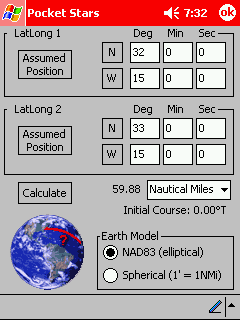 Pocket Stars 7:32 ok
LatLong 1
Deg Min Sec
Assumed Position N 32 0 0
W 15 0 0
LatLong 2
Deg Min Sec
Assumed Position N 33 0 0
W 15 0 0
Calculate 59.88 Nautical Miles
Initial Course: 0.00°T
?
Earth Model
NAD83 (elliptical)
Spherical (1' = 1NMi)